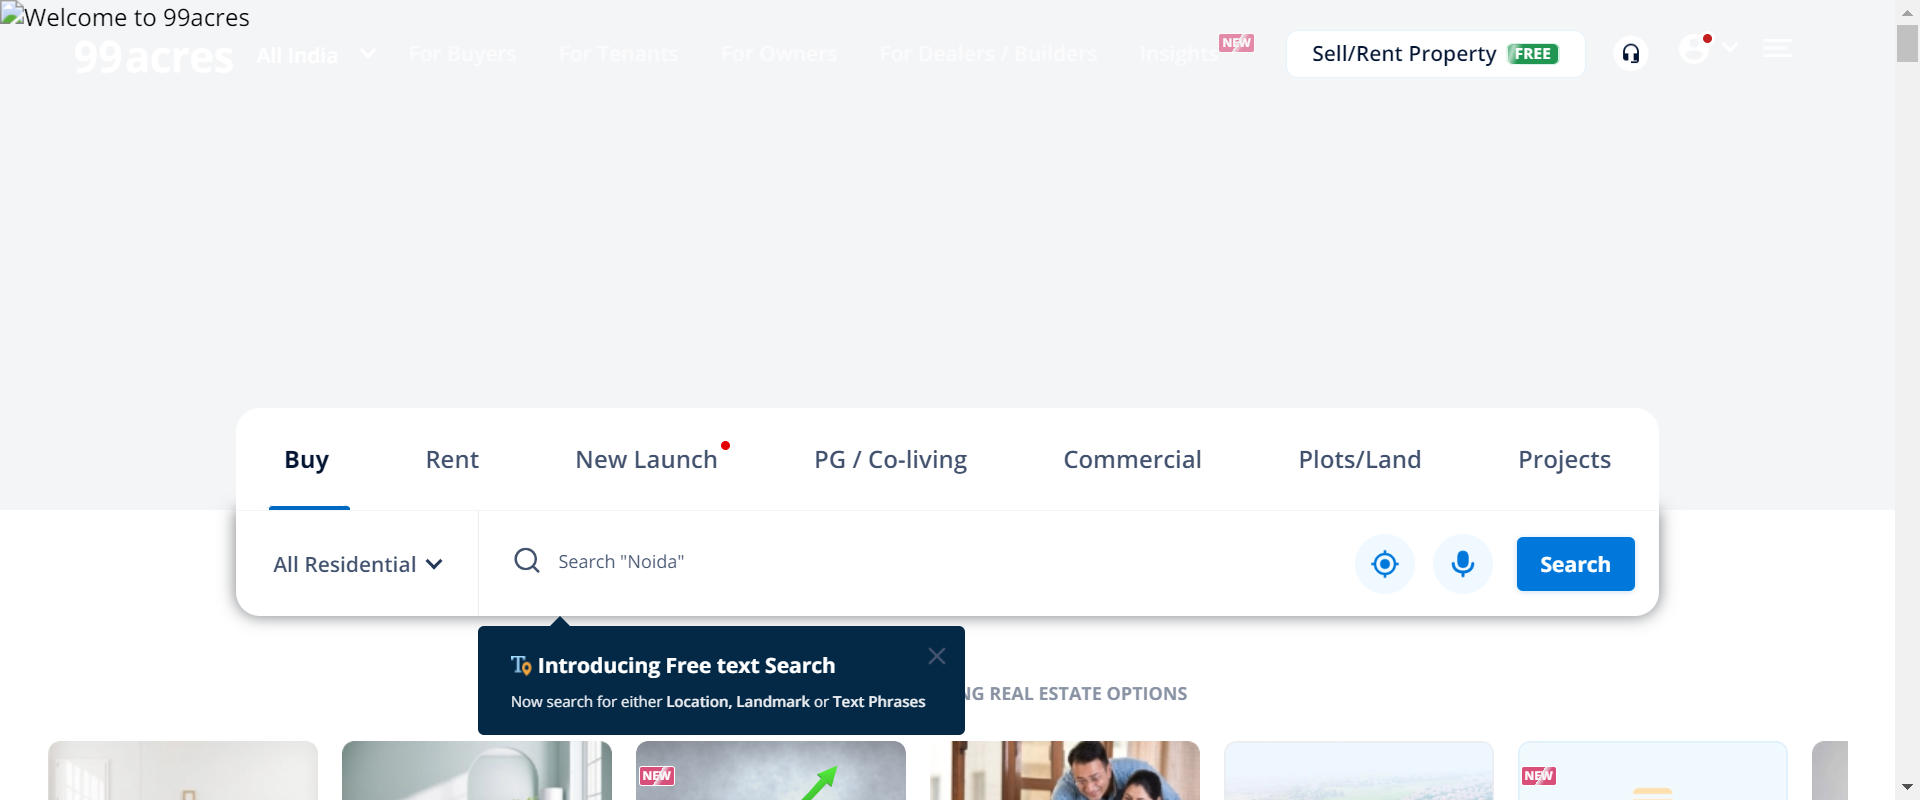 Welcome to 99acres
99acres
All India
For Buyers
For Tenants
For Owners
For Dealers / Builders
Insights
NEW
Sell/Rent Property FREE
Buy
Rent
New Launch
PG / Co-living
Commercial
Plots/Land
Projects
All Residential
Search "Noida"
Search
Introducing Free text Search
Now search for either Location, Landmark or Text Phrases
REAL ESTATE OPTIONS
NEW
NEW